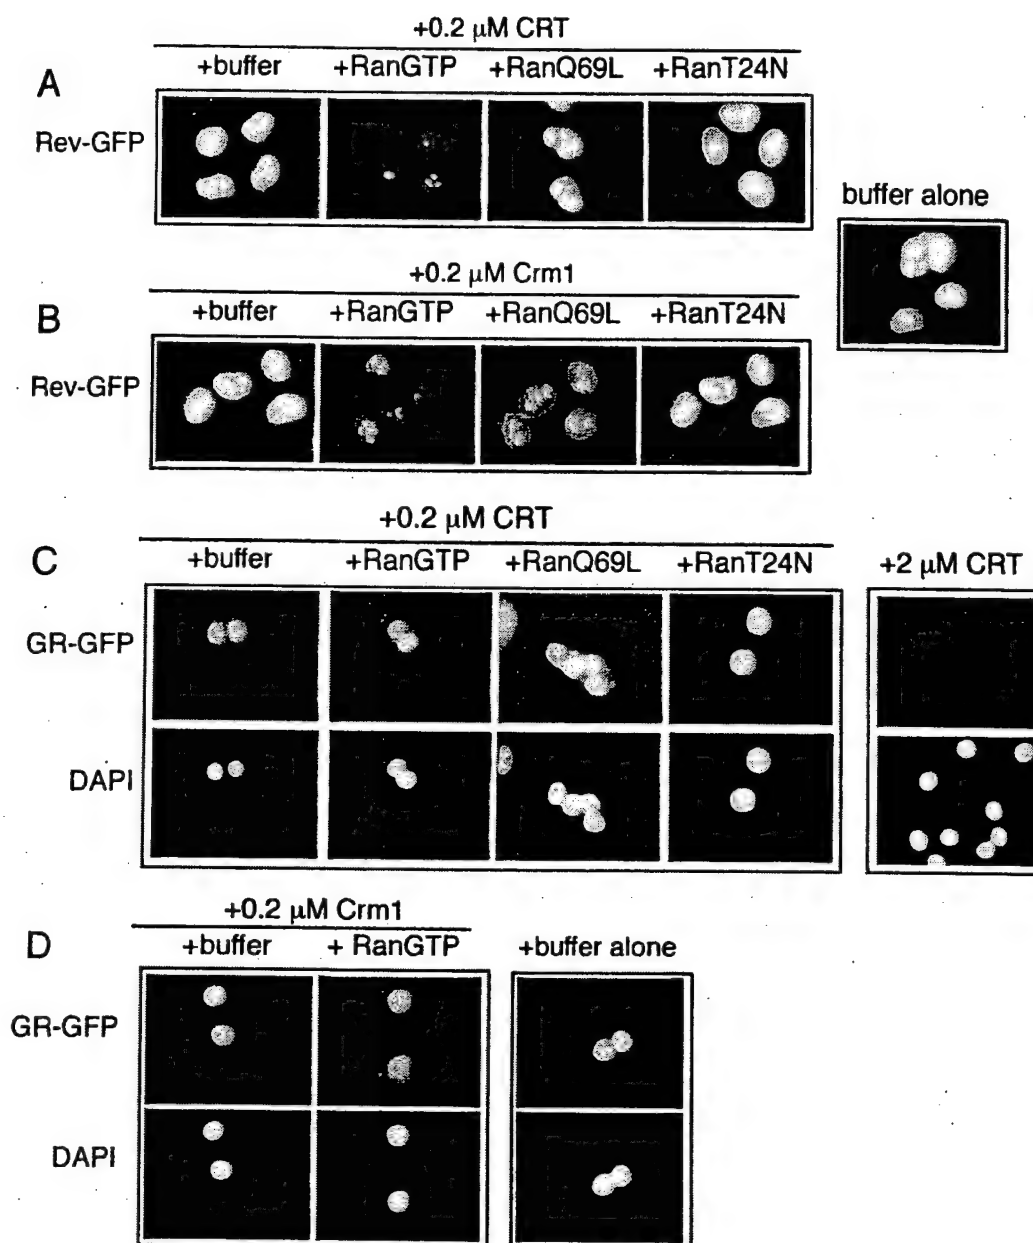 +0.2 µM CRT
A
+buffer +RanGTP +RanQ69L +RanT24N
Rev-GFP
buffer alone
+0.2 µM Crm1
B
+buffer +RanGTP +RanQ69L +RanT24N
Rev-GFP
+0.2 µM CRT
C
+buffer +RanGTP +RanQ69L +RanT24N +2 µM CRT
GR-GFP
DAPI
+0.2 µM Crm1
D
+buffer + RanGTP +buffer alone
GR-GFP
DAPI